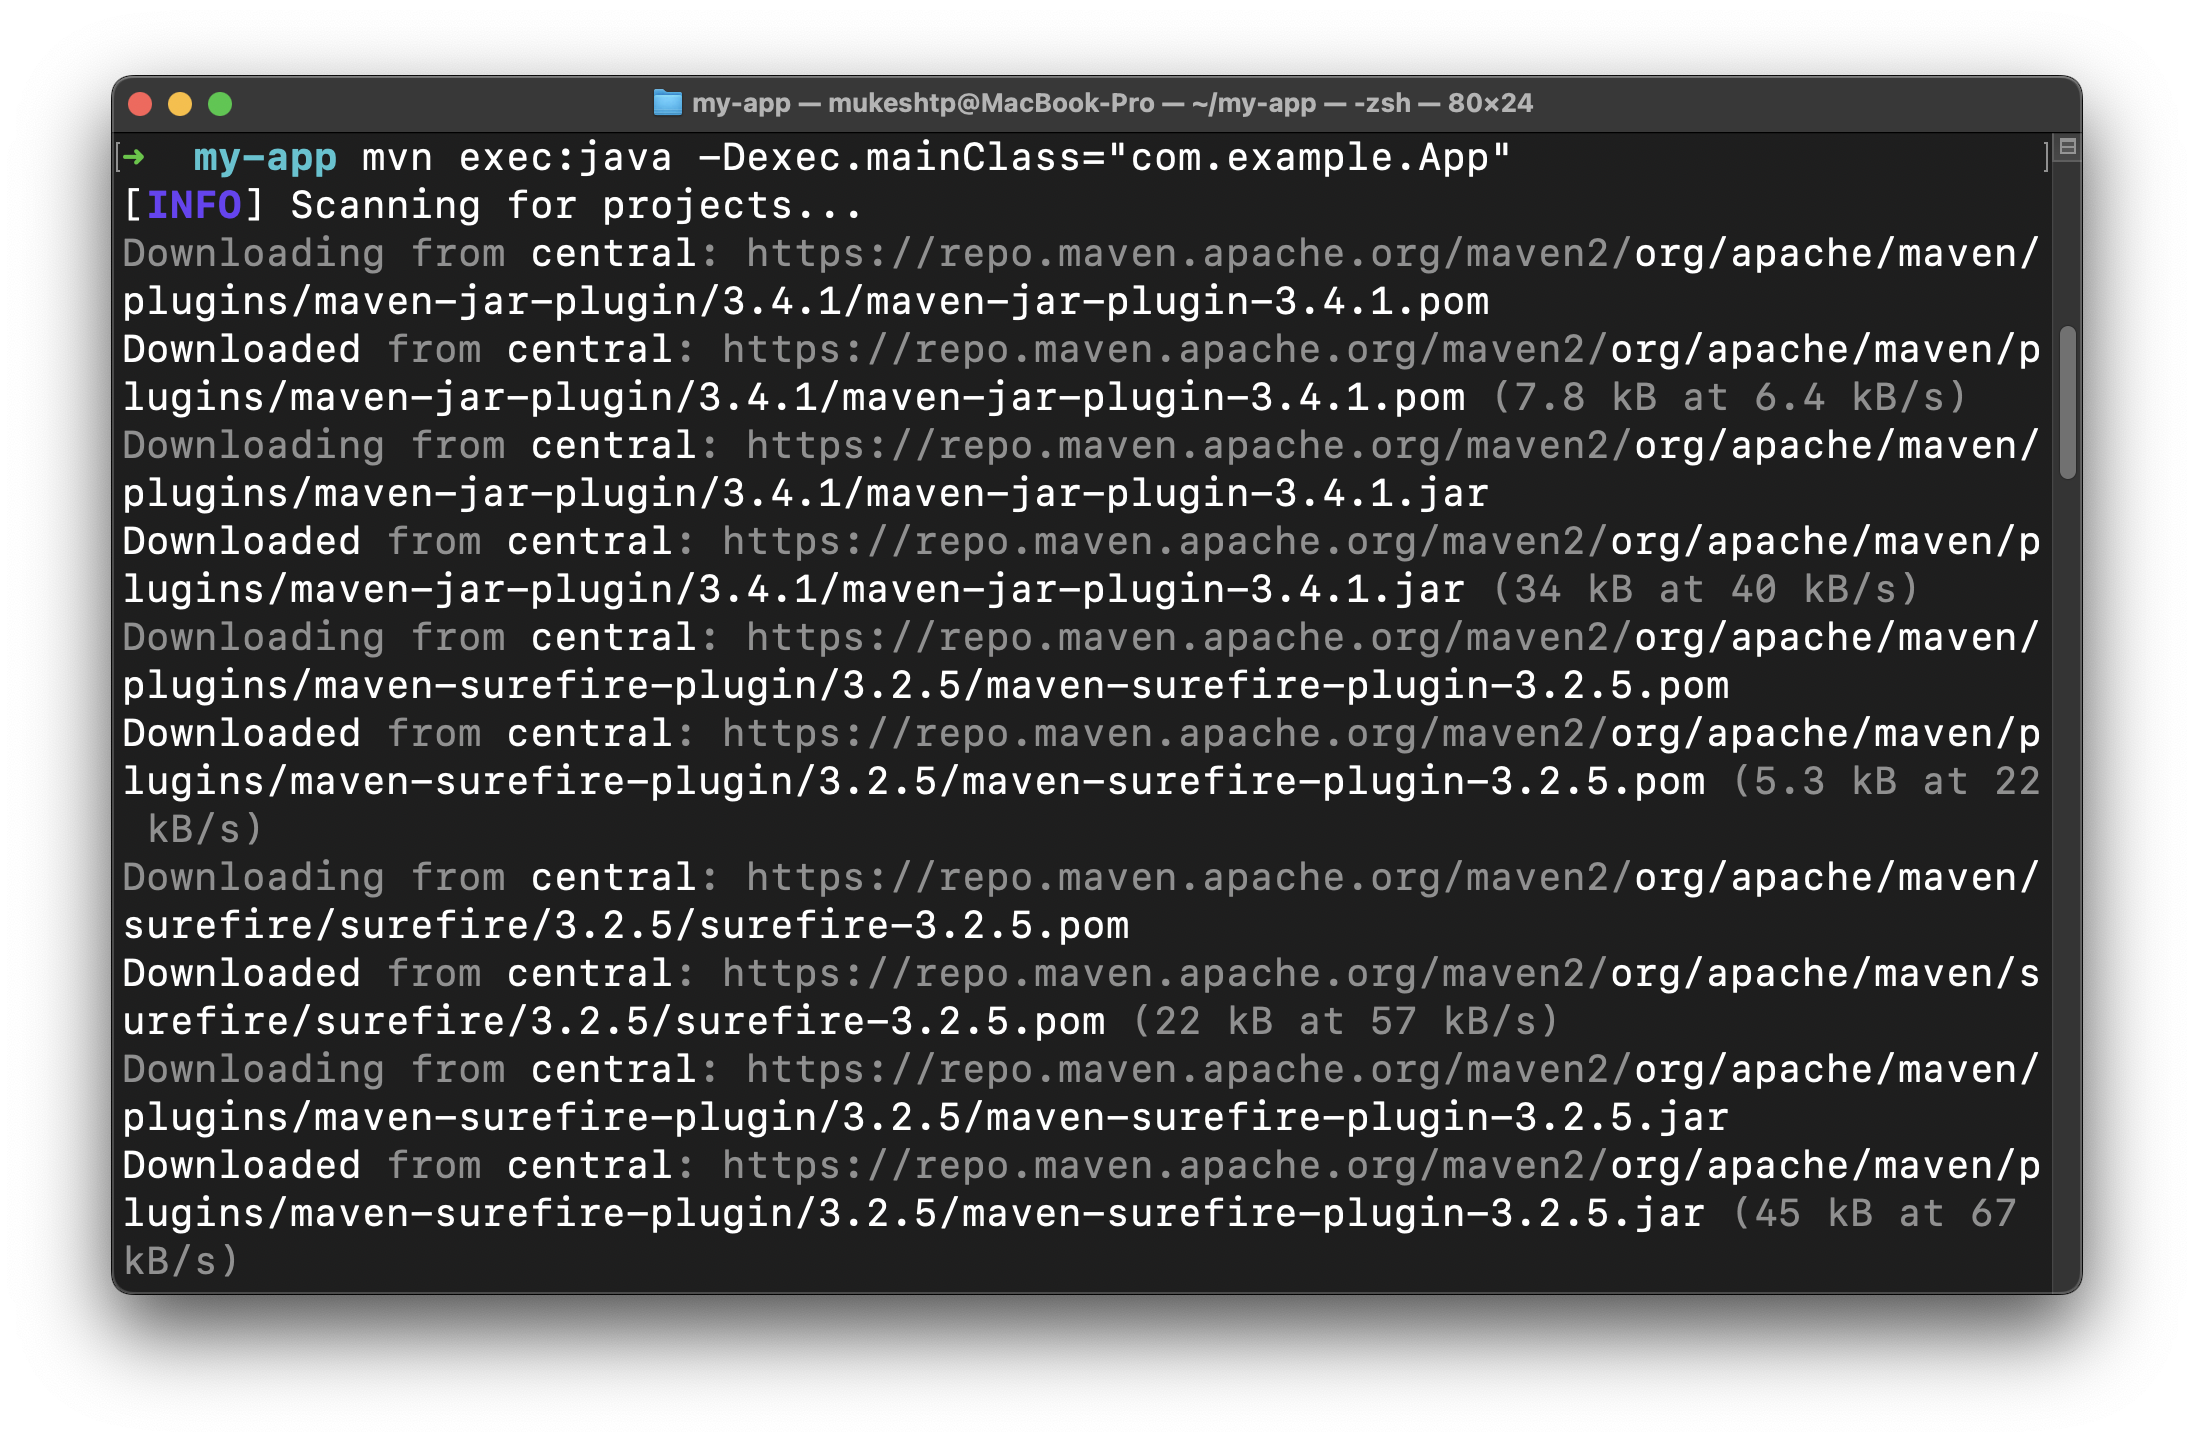 my-app — mukeshtp@MacBook-Pro — ~/my-app — -zsh — 80×24
[➜  my-app mvn exec:java -Dexec.mainClass="com.example.App" ]
[INFO] Scanning for projects...
Downloading from central: https://repo.maven.apache.org/maven2/org/apache/maven/
plugins/maven-jar-plugin/3.4.1/maven-jar-plugin-3.4.1.pom
Downloaded from central: https://repo.maven.apache.org/maven2/org/apache/maven/p
lugins/maven-jar-plugin/3.4.1/maven-jar-plugin-3.4.1.pom (7.8 kB at 6.4 kB/s)
Downloading from central: https://repo.maven.apache.org/maven2/org/apache/maven/
plugins/maven-jar-plugin/3.4.1/maven-jar-plugin-3.4.1.jar
Downloaded from central: https://repo.maven.apache.org/maven2/org/apache/maven/p
lugins/maven-jar-plugin/3.4.1/maven-jar-plugin-3.4.1.jar (34 kB at 40 kB/s)
Downloading from central: https://repo.maven.apache.org/maven2/org/apache/maven/
plugins/maven-surefire-plugin/3.2.5/maven-surefire-plugin-3.2.5.pom
Downloaded from central: https://repo.maven.apache.org/maven2/org/apache/maven/p
lugins/maven-surefire-plugin/3.2.5/maven-surefire-plugin-3.2.5.pom (5.3 kB at 22
 kB/s)
Downloading from central: https://repo.maven.apache.org/maven2/org/apache/maven/
surefire/surefire/3.2.5/surefire-3.2.5.pom
Downloaded from central: https://repo.maven.apache.org/maven2/org/apache/maven/s
urefire/surefire/3.2.5/surefire-3.2.5.pom (22 kB at 57 kB/s)
Downloading from central: https://repo.maven.apache.org/maven2/org/apache/maven/
plugins/maven-surefire-plugin/3.2.5/maven-surefire-plugin-3.2.5.jar
Downloaded from central: https://repo.maven.apache.org/maven2/org/apache/maven/p
lugins/maven-surefire-plugin/3.2.5/maven-surefire-plugin-3.2.5.jar (45 kB at 67
kB/s)